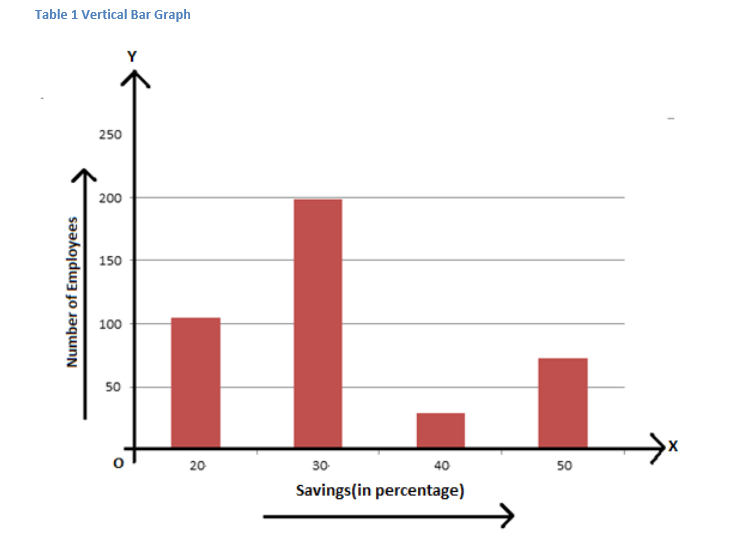 Table 1 Vertical Bar Graph
Y
250
200
150
100
50
Number of Employees
O
X
20
30
40
50
Savings(in percentage)